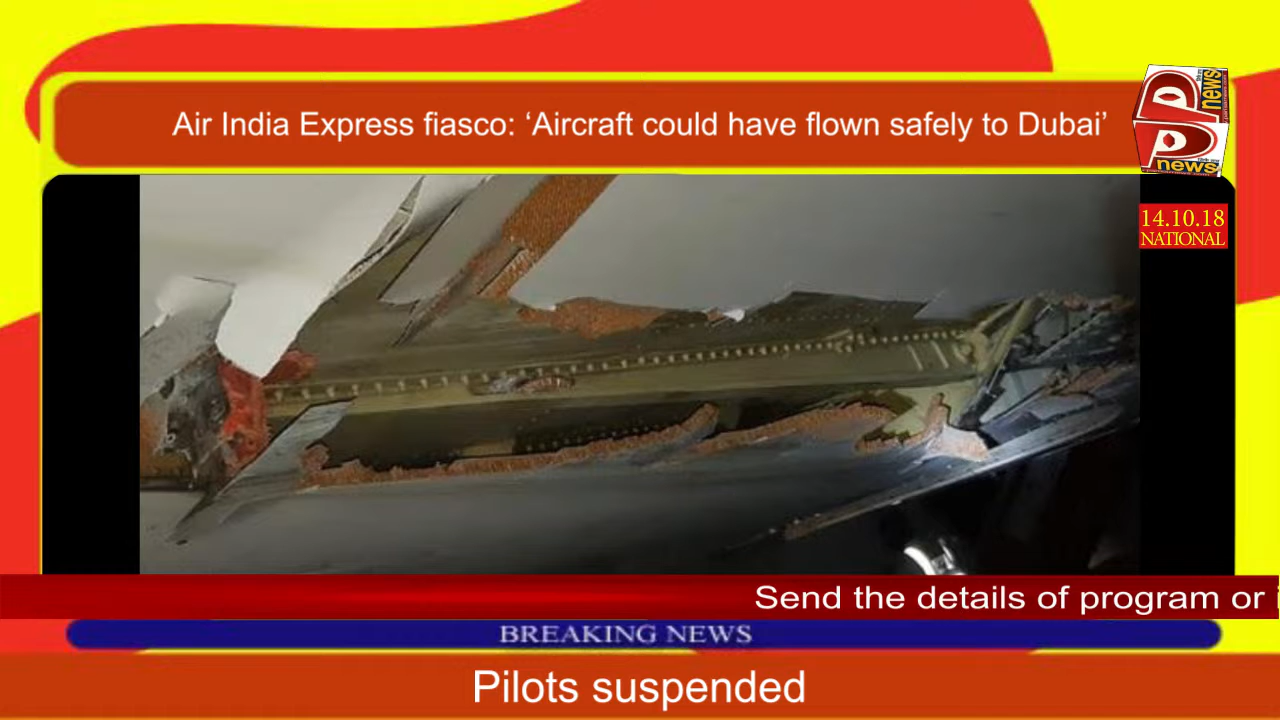 Air India Express fiasco: ‘Aircraft could have flown safely to Dubai’
P
news
P
news
14.10.18
NATIONAL
Send the details of program or
BREAKING NEWS
Pilots suspended